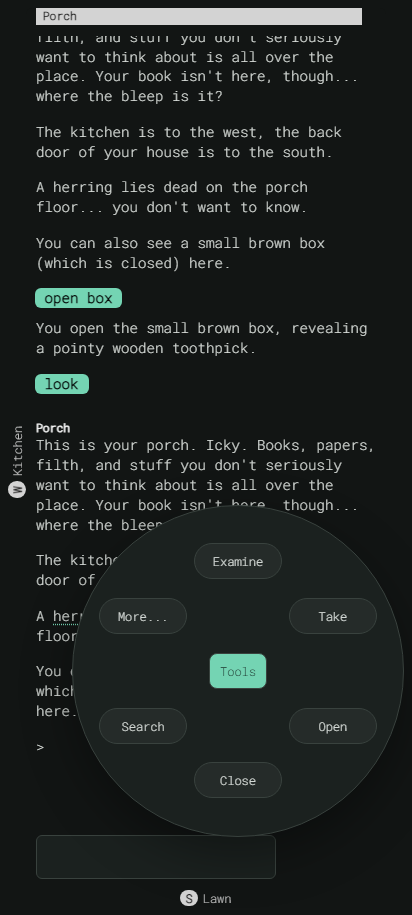 Porch
filth, and stuff you don't seriously
want to think about is all over the
place. Your book isn't here, though...
where the bleep is it?
The kitchen is to the west, the back
door of your house is to the south.
A herring lies dead on the porch
floor... you don't want to know.
You can also see a small brown box
(which is closed) here.
open box
You open the small brown box, revealing
a pointy wooden toothpick.
look
W Kitchen
Porch
This is your porch. Icky. Books, papers,
filth, and stuff you don't seriously
want to think about is all over the
place. Your book isn't here, though...
where the bleep
The kitche
door of
A her
floor
You
which
here.
>
Examine
More...
Take
Tools
Search
Open
Close
S Lawn